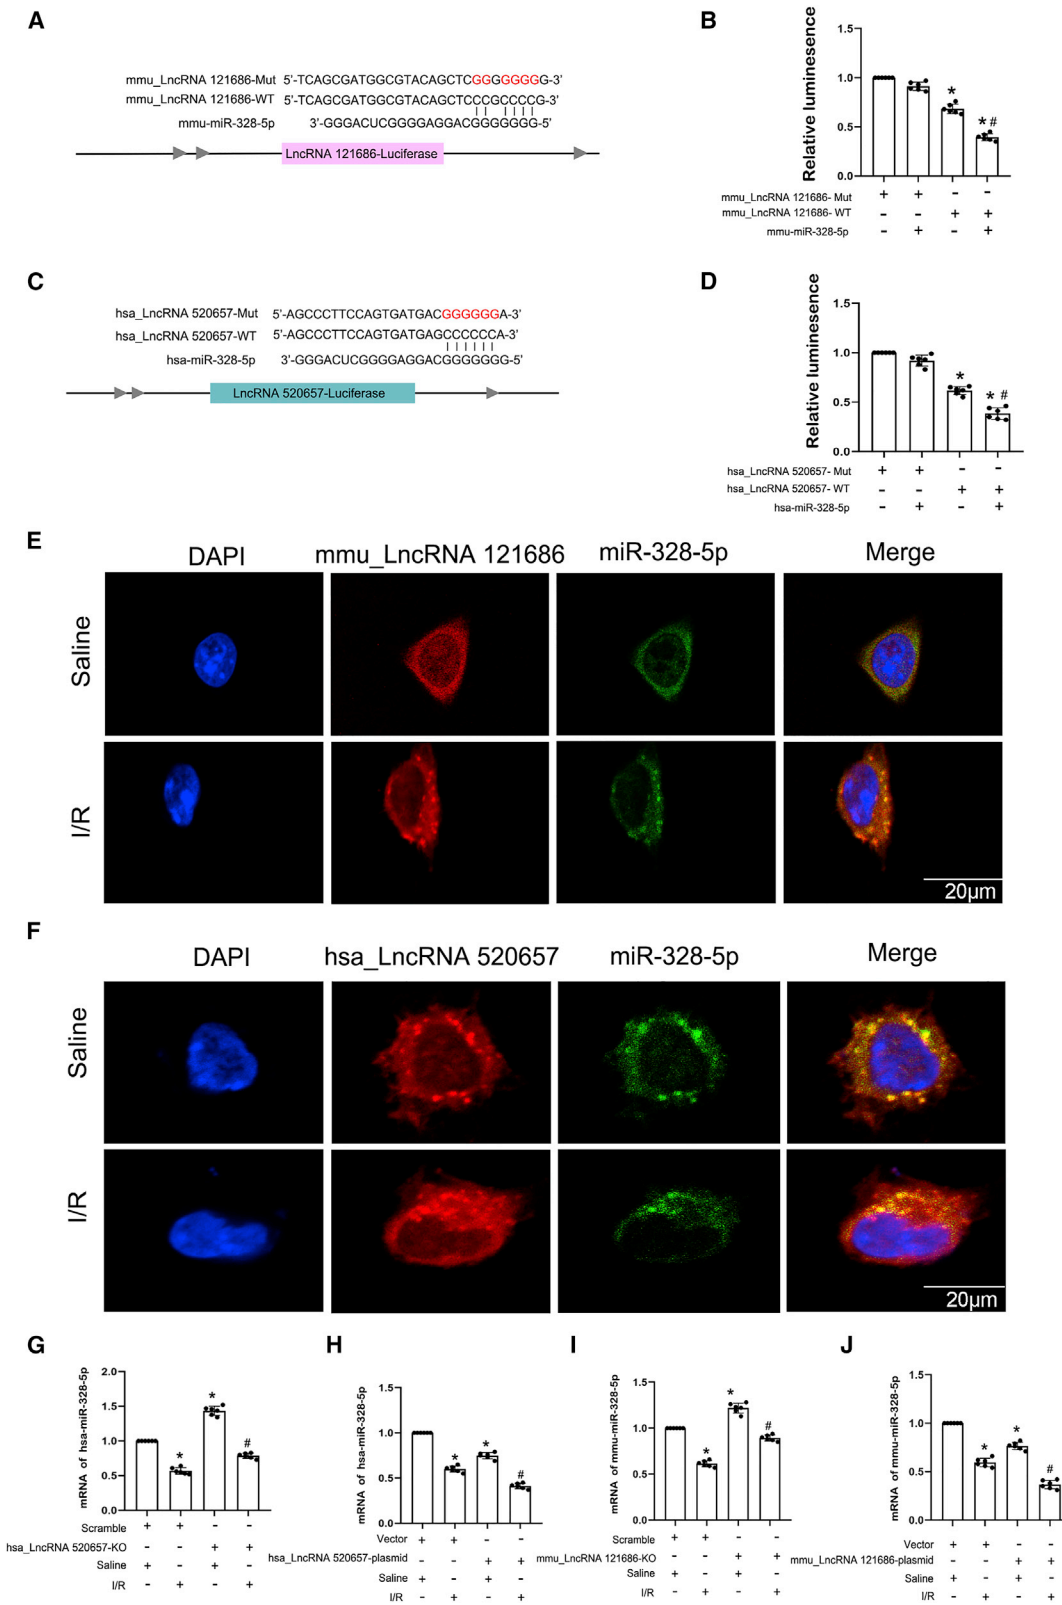 A
mmu_LncRNA 121686-Mut 5'-TCAGCGATGGCGTACAGCTCGGGGGGGG-3'
mmu_LncRNA 121686-WT 5'-TCAGCGATGGCGTACAGCTCCCGCCCCG-3'
mmu-miR-328-5p 3'-GGGACUCGGGGAGGACGGGGGGG-5'
LncRNA 121686-Luciferase
B
Relative luminesence
1.5
1.0
0.5
0.0
* * #
mmu_LncRNA 121686- Mut + + - -
mmu_LncRNA 121686- WT - - + +
mmu-miR-328-5p - + - +
C
hsa_LncRNA 520657-Mut 5'-AGCCCTTCCAGTGATGACGGGGGGA-3'
hsa_LncRNA 520657-WT 5'-AGCCCTTCCAGTGATGAGCCCCCCA-3'
hsa-miR-328-5p 3'-GGGACUCGGGGAGGACGGGGGGG-5'
LncRNA 520657-Luciferase
D
Relative luminesence
1.5
1.0
0.5
0.0
* * #
hsa_LncRNA 520657- Mut + + - -
hsa_LncRNA 520657- WT - - + +
hsa-miR-328-5p - + - +
E
DAPI mmu_LncRNA 121686 miR-328-5p Merge
Saline
I/R
20μm
F
DAPI hsa_LncRNA 520657 miR-328-5p Merge
Saline
I/R
20μm
G
mRNA of hsa-miR-328-5p
2.0
1.5
1.0
0.5
0.0
* * #
Scramble + + - -
hsa_LncRNA 520657-KO - - + +
Saline + - + -
I/R - + - +
H
mRNA of hsa-miR-328-5p
1.5
1.0
0.5
0.0
* * #
Vector + + - -
hsa_LncRNA 520657-plasmid - - + +
Saline + - + -
I/R - + - +
I
mRNA of mmu-miR-328-5p
1.5
1.0
0.5
0.0
* * #
Scramble + + - -
mmu_LncRNA 121686-KO - - + +
Saline + - + -
I/R - + - +
J
mRNA of mmu-miR-328-5p
1.5
1.0
0.5
0.0
* * #
Vector + + - -
mmu_LncRNA 121686-plasmid - - + +
Saline + - + -
I/R - + - +